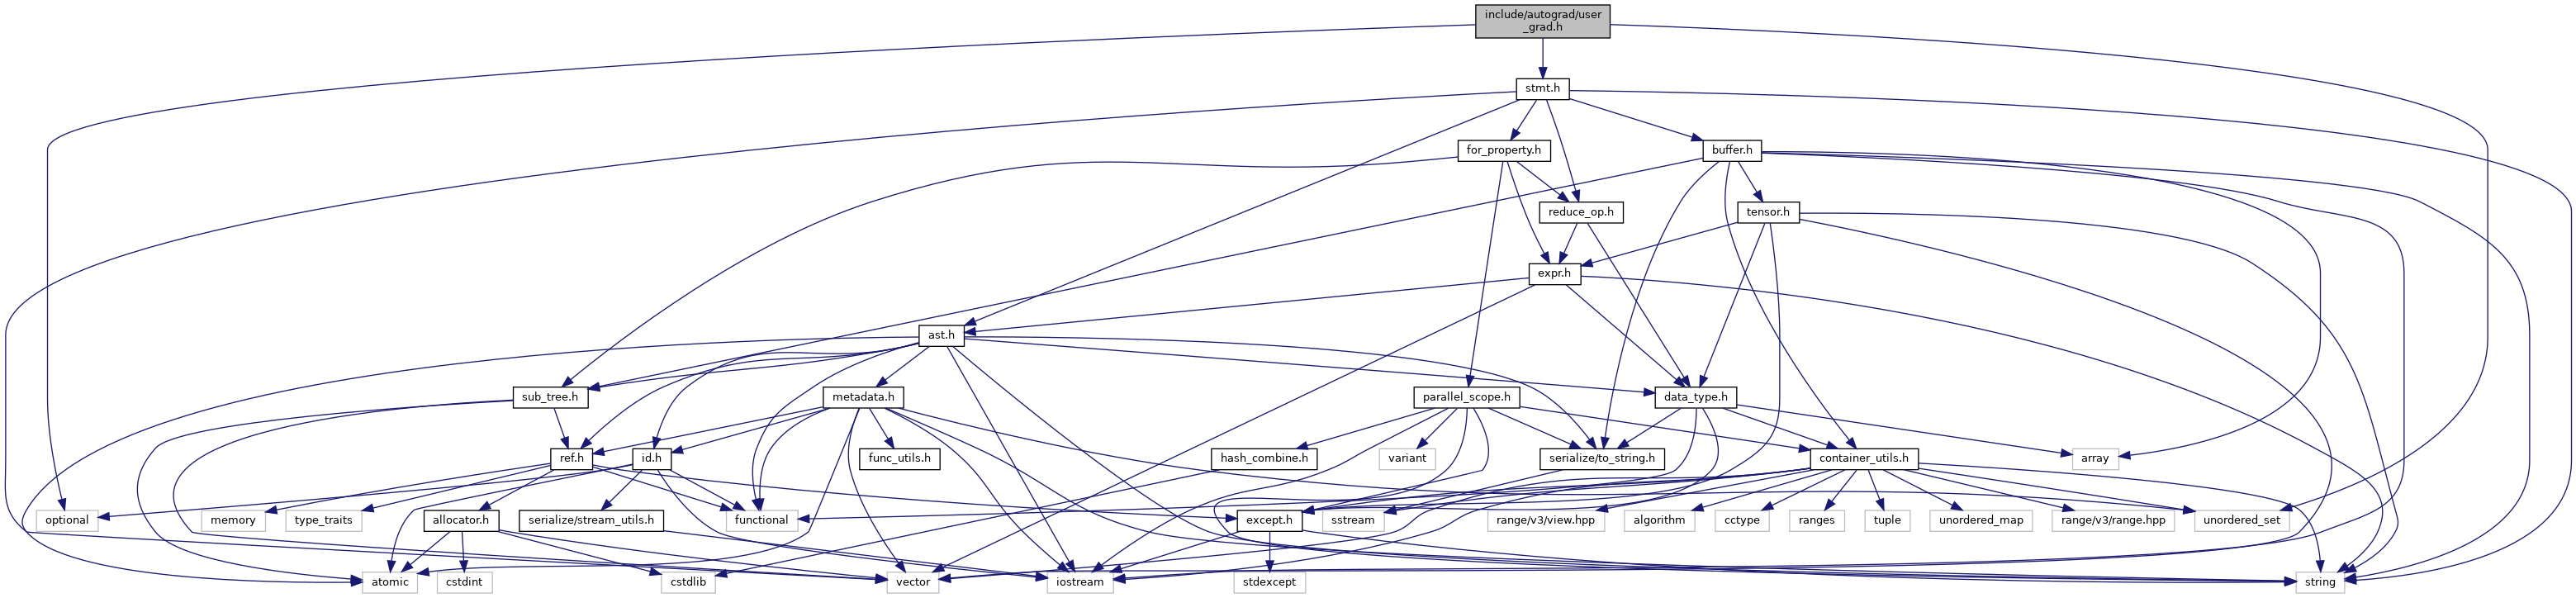 include/autograd/user
_grad.h
stmt.h
for_property.h
buffer.h
reduce_op.h
tensor.h
expr.h
ast.h
sub_tree.h
metadata.h
parallel_scope.h
data_type.h
ref.h
id.h
func_utils.h
hash_combine.h
variant
serialize/to_string.h
container_utils.h
array
optional
memory
type_traits
allocator.h
serialize/stream_utils.h
functional
except.h
sstream
range/v3/view.hpp
algorithm
cctype
ranges
tuple
unordered_map
range/v3/range.hpp
unordered_set
atomic
cstdint
cstdlib
vector
iostream
stdexcept
string